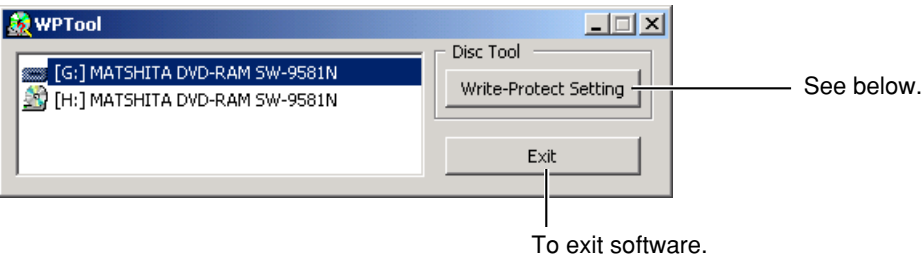 WPTool
Disc Tool
[G:] MATSHITA DVD-RAM SW-9581N
Write-Protect Setting
See below.
[H:] MATSHITA DVD-RAM SW-9581N
Exit
To exit software.